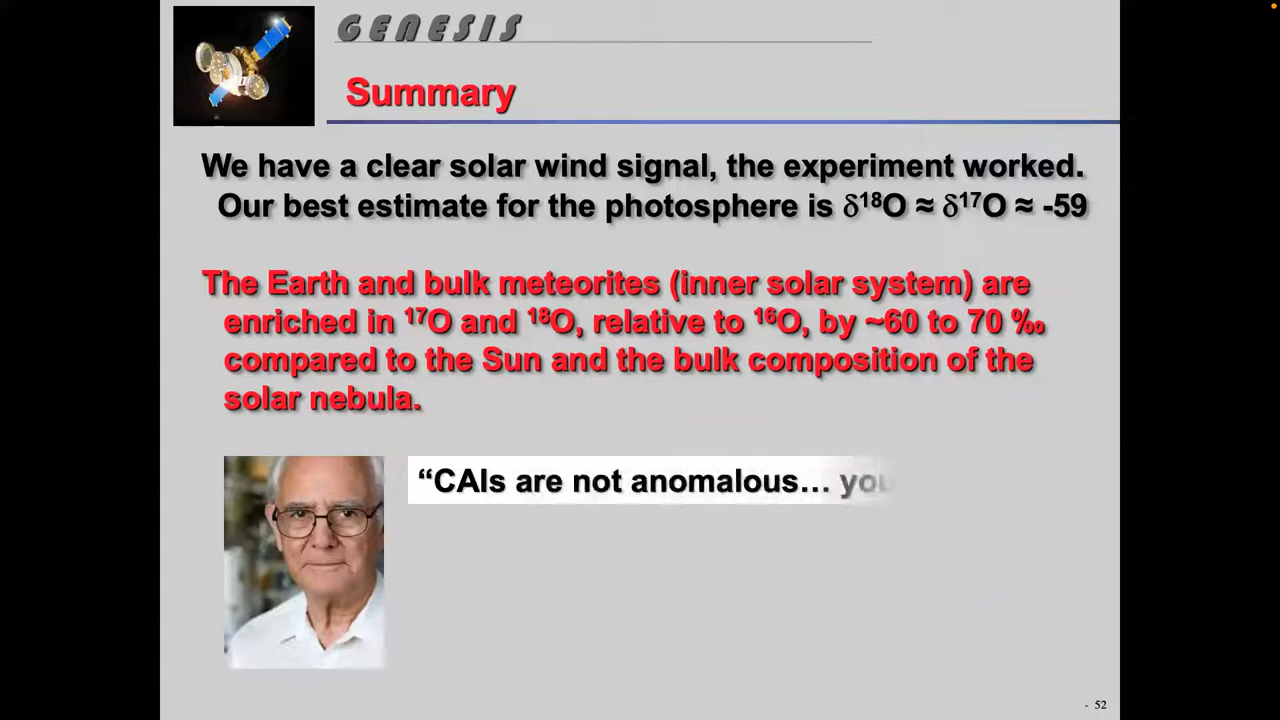 GENESIS
Summary
We have a clear solar wind signal, the experiment worked.
Our best estimate for the photosphere is δ¹⁸O ≈ δ¹⁷O ≈ -59
The Earth and bulk meteorites (inner solar system) are
enriched in ¹⁷O and ¹⁸O, relative to ¹⁶O, by ~60 to 70 ‰
compared to the Sun and the bulk composition of the
solar nebula.
“CAIs are not anomalous… you
- 52